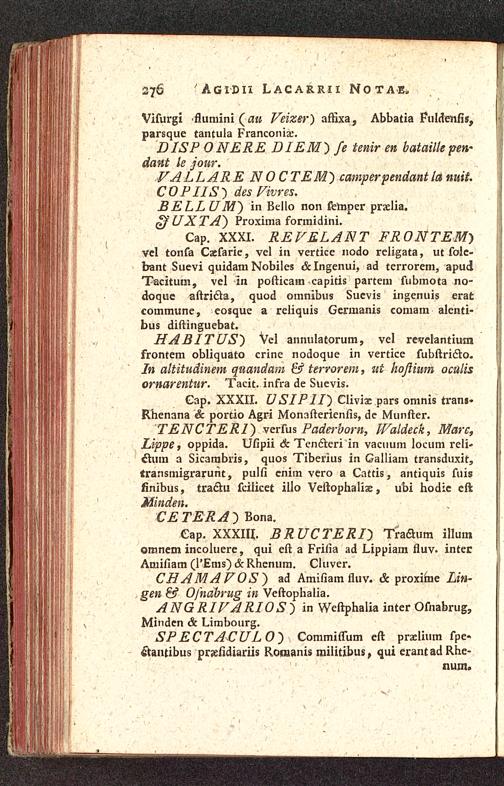 276 AGIDII LACARRII NOTAE.
Visurgi flumini (au Veizer) affixa, Abbatia Fuldensis,
parsque tantula Franconiæ.
DISPONERE DIEM) se tenir en bataille pen-
dant le jour.
VALLARE NOCTEM) camper pendant la nuit.
COPIIS) des Vivres.
BELLUM) in Bello non semper prælia.
JUXTA) Proxima formidini.
Cap. XXXI. REVELANT FRONTEM)
vel tonsa Cæsarie, vel in vertice nodo religata, ut sole-
bant Suevi quidam Nobiles & Ingenui, ad terrorem, apud
Tacitum, vel in posticam capitis partem submota no-
doque astricta, quod omnibus Suevis ingenuis erat
commune, eosque a reliquis Germanis comam alenti-
bus distinguebat.
HABITUS) Vel annulatorum, vel revelantium
frontem obliquato crine nodoque in vertice substricto.
In altitudinem quandam & terrorem, ut hostium oculis
ornarentur. Tacit. infra de Suevis.
Cap. XXXII. USIPII) Cliviæ pars omnis trans-
Rhenana & portio Agri Monasteriensis, de Munster.
TENCTERI) versus Paderborn, Waldeck, Marc,
Lippe, oppida. Usipii & Tencteri in vacuum locum reli-
ctum a Sicambris, quos Tiberius in Galliam transduxit,
transmigrarunt, pulsi enim vero a Cattis, antiquis suis
finibus, tractu scilicet illo Vestophaliæ, ubi hodie est
Minden.
CETERA) Bona.
Cap. XXXIII. BRUCTERI) Tractum illum
omnem incoluere, qui est a Frisia ad Lippiam fluv. inter
Amisiam (l'Ems) & Rhenum. Cluver.
CHAMAVOS) ad Amisiam fluv. & proxime Lin-
gen & Osnabrug in Vestophalia.
ANGRIVARIOS) in Westphalia inter Osnabrug,
Minden & Limbourg.
SPECTACULO) Commissum est prælium spe-
ctantibus præsidiariis Romanis militibus, qui erant ad Rhe-
num.